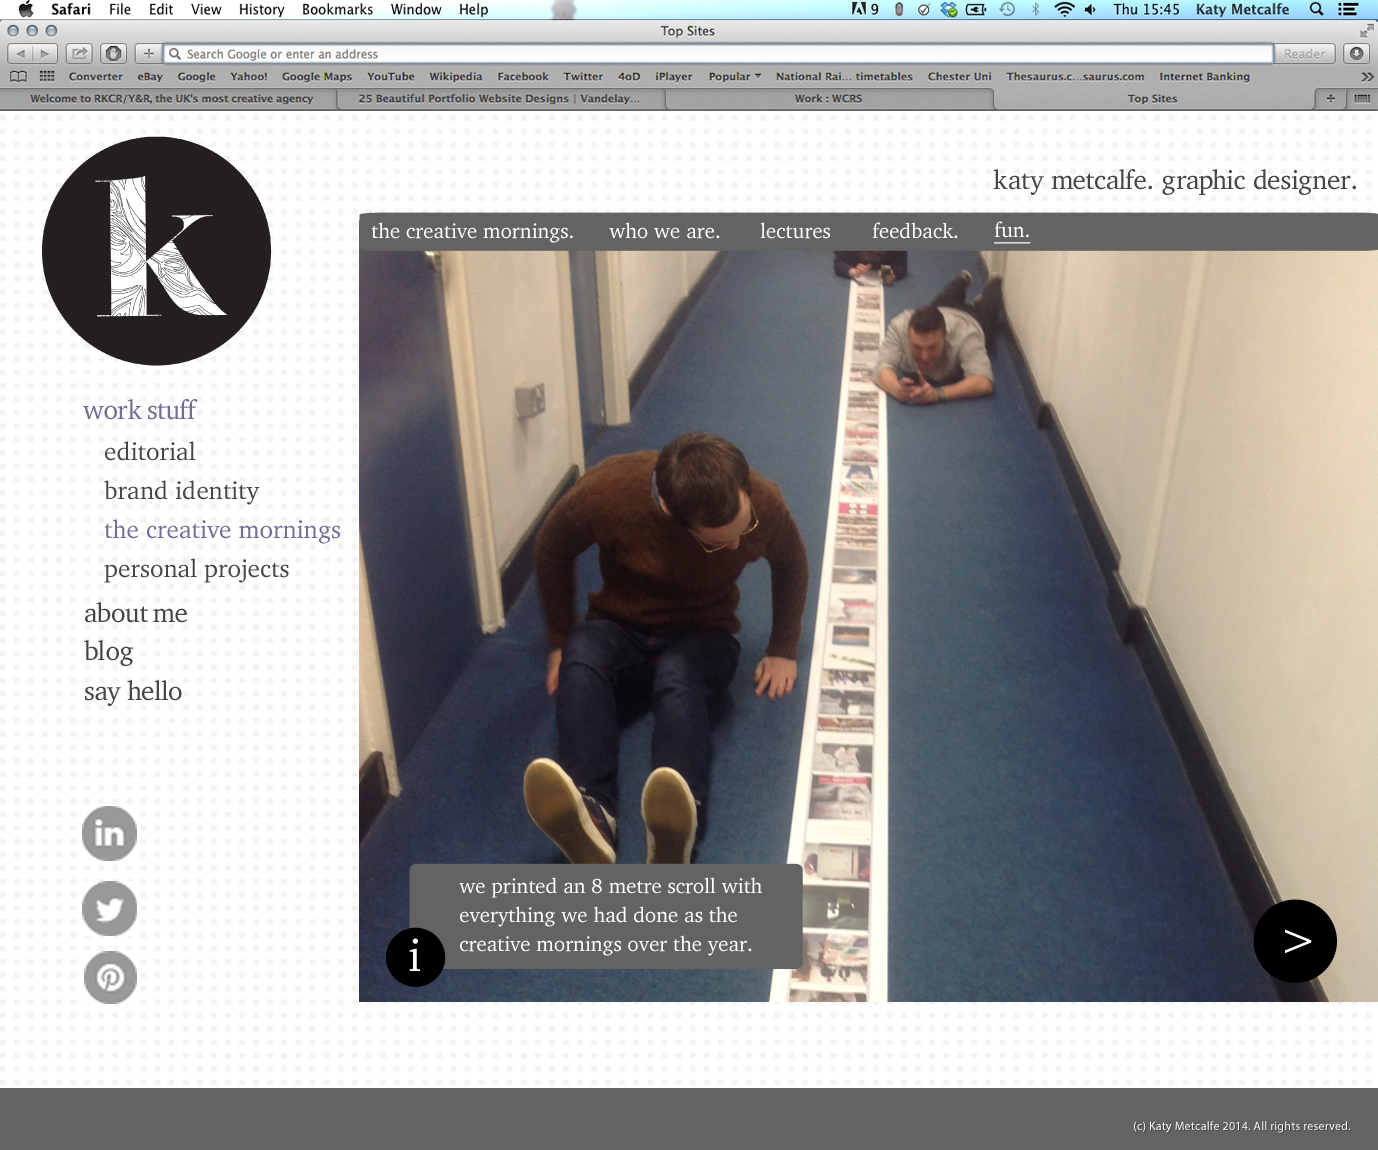 Safari File Edit View History Bookmarks Window Help 9 Thu 15:45 Katy Metcalfe
Top Sites
Search Google or enter an address Reader
Converter eBay Google Yahoo! Google Maps YouTube Wikipedia Facebook Twitter 4oD iPlayer Popular National Rai... timetables Chester Uni Thesaurus.c...saurus.com Internet Banking
Welcome to RKCR/Y&R, the UK's most creative agency 25 Beautiful Portfolio Website Designs | Vandelay... Work : WCRS Top Sites
k
katy metcalfe. graphic designer.
the creative mornings. who we are. lectures feedback. fun.
work stuff
editorial
brand identity
the creative mornings
personal projects
about me
blog
say hello
in
we printed an 8 metre scroll with
everything we had done as the
creative mornings over the year.
i
>
(c) Katy Metcalfe 2014. All rights reserved.